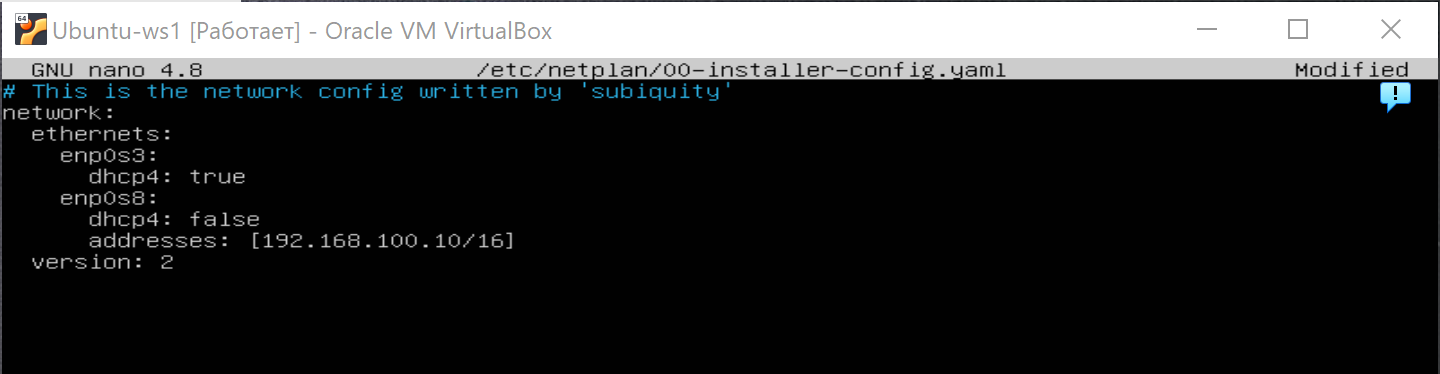 64
Ubuntu-ws1 [Работает] - Oracle VM VirtualBox
GNU nano 4.8 /etc/netplan/00-installer-config.yaml Modified
# This is the network config written by 'subiquity'
network:
  ethernets:
    enp0s3:
      dhcp4: true
    enp0s8:
      dhcp4: false
      addresses: [192.168.100.10/16]
  version: 2